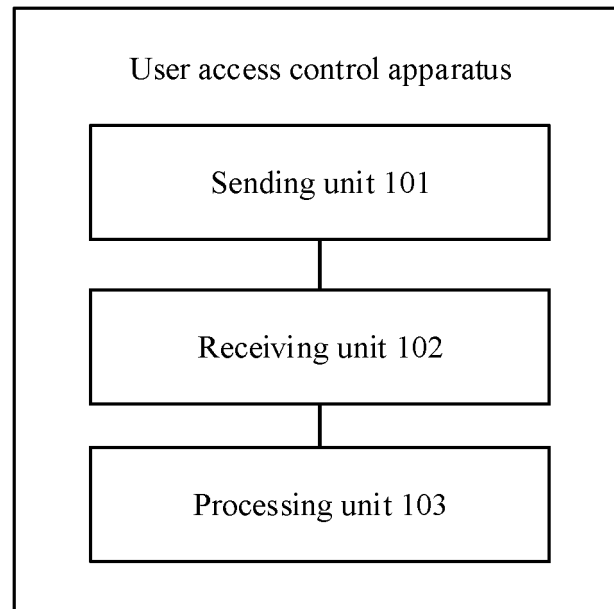 User access control apparatus
Sending unit 101
Receiving unit 102
Processing unit 103